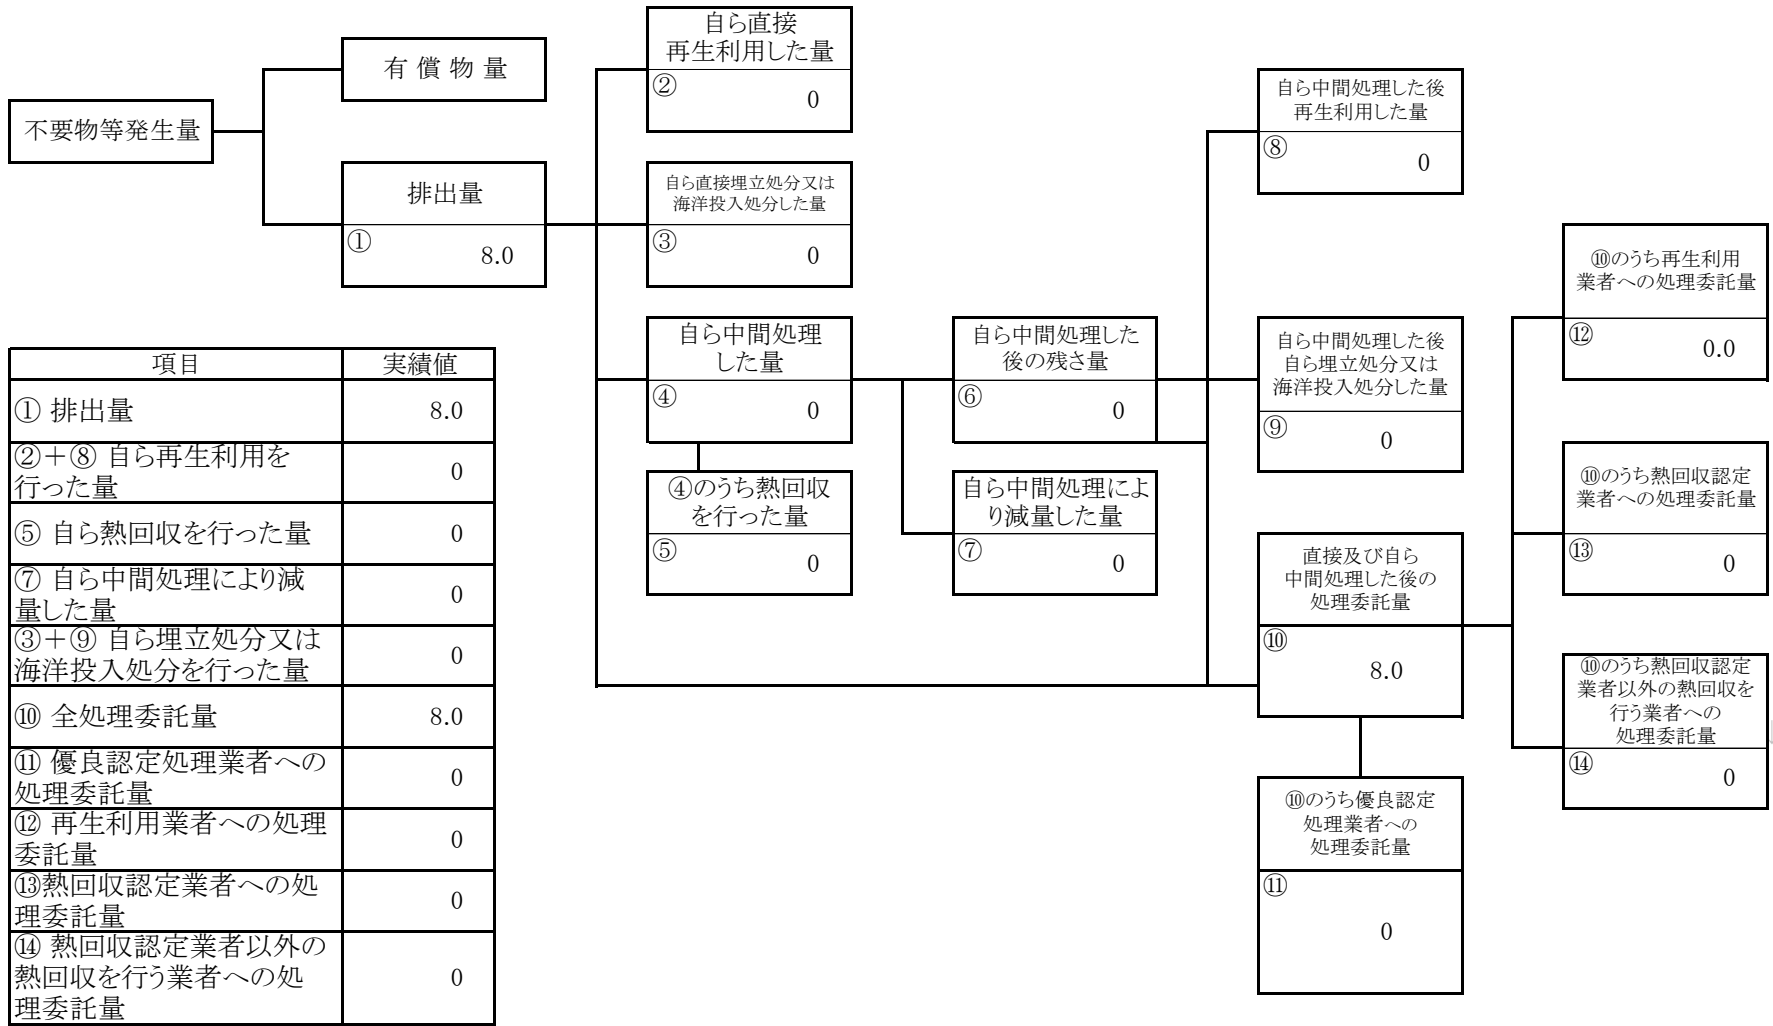 不要物等発生量
有 償 物 量
排出量
①
8.0
自ら直接
再生利用した量
②
0
自ら直接埋立処分又は
海洋投入処分した量
③
0
自ら中間処理
した量
④
0
④のうち熱回収
を行った量
⑤
0
自ら中間処理した
後の残さ量
⑥
0
自ら中間処理によ
り減量した量
⑦
0
自ら中間処理した後
再生利用した量
⑧
0
自ら中間処理した後
自ら埋立処分又は
海洋投入処分した量
⑨
0
直接及び自ら
中間処理した後の
処理委託量
⑩
8.0
⑩のうち優良認定
処理業者への
処理委託量
⑪
0
⑩のうち再生利用
業者への処理委託量
⑫
0.0
⑩のうち熱回収認定
業者への処理委託量
⑬
0
⑩のうち熱回収認定
業者以外の熱回収を
行う業者への
処理委託量
⑭
0
項目 実績値
① 排出量 8.0
②＋⑧ 自ら再生利用を
行った量 0
⑤ 自ら熱回収を行った量 0
⑦ 自ら中間処理により減
量した量 0
③＋⑨ 自ら埋立処分又は
海洋投入処分を行った量 0
⑩ 全処理委託量 8.0
⑪ 優良認定処理業者への
処理委託量 0
⑫ 再生利用業者への処理
委託量 0
⑬熱回収認定業者への処
理委託量 0
⑭ 熱回収認定業者以外の
熱回収を行う業者への処
理委託量 0